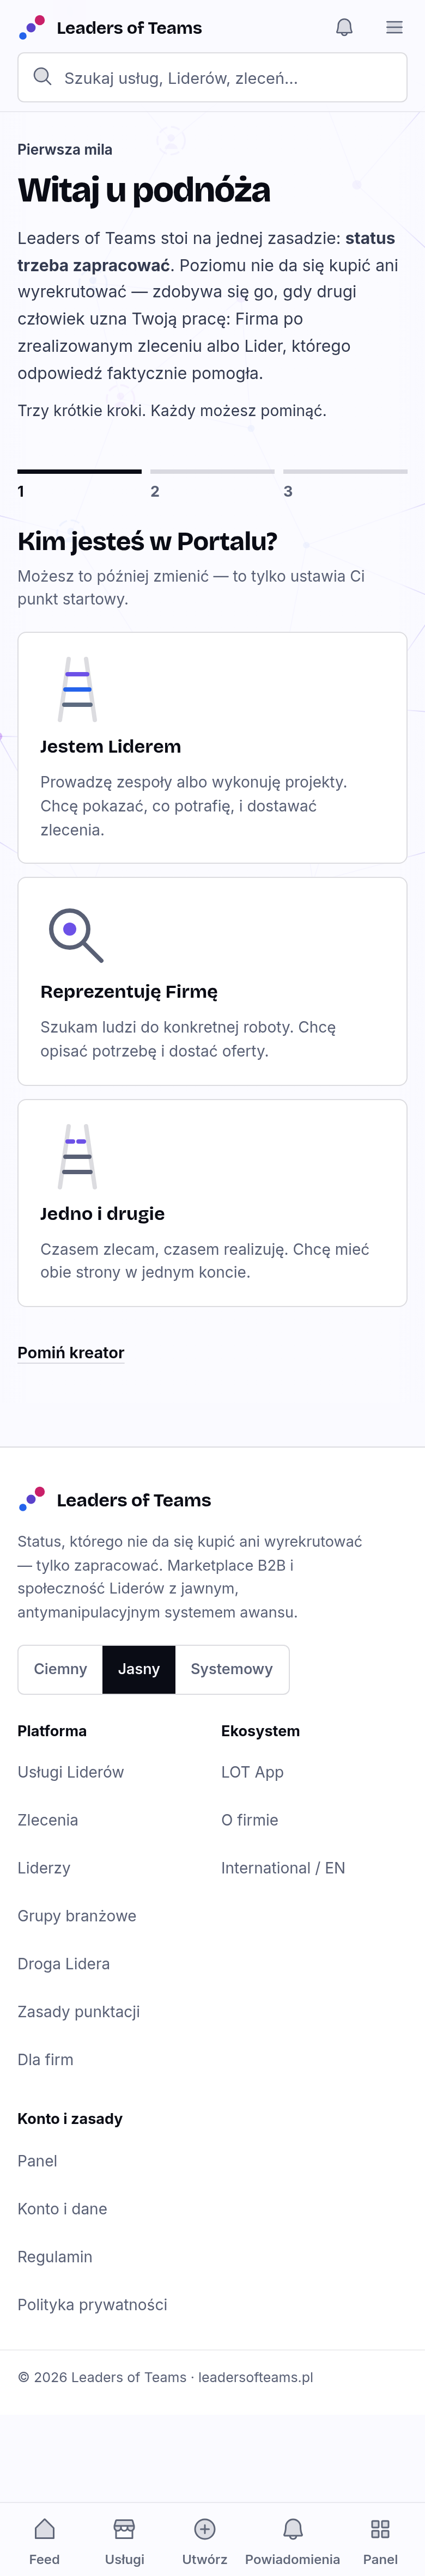 Leaders of Teams
Szukaj usług, Liderów, zleceń...
Pierwsza mila
Witaj u podnóża
Leaders of Teams stoi na jednej zasadzie: status
trzeba zapracować. Poziomu nie da się kupić ani
wyrekrutować — zdobywa się go, gdy drugi
człowiek uzna Twoją pracę: Firma po
zrealizowanym zleceniu albo Lider, którego
odpowiedź faktycznie pomogła.
Trzy krótkie kroki. Każdy możesz pominąć.
1 2 3
Kim jesteś w Portalu?
Możesz to później zmienić — to tylko ustawia Ci
punkt startowy.
Jestem Liderem
Prowadzę zespoły albo wykonuję projekty.
Chcę pokazać, co potrafię, i dostawać
zlecenia.
Reprezentuję Firmę
Szukam ludzi do konkretnej roboty. Chcę
opisać potrzebę i dostać oferty.
Jedno i drugie
Czasem zlecam, czasem realizuję. Chcę mieć
obie strony w jednym koncie.
Pomiń kreator
Leaders of Teams
Status, którego nie da się kupić ani wyrekrutować
— tylko zapracować. Marketplace B2B i
społeczność Liderów z jawnym,
antymanipulacyjnym systemem awansu.
Ciemny Jasny Systemowy
Platforma
Usługi Liderów
Zlecenia
Liderzy
Grupy branżowe
Droga Lidera
Zasady punktacji
Dla firm
Ekosystem
LOT App
O firmie
International / EN
Konto i zasady
Panel
Konto i dane
Regulamin
Polityka prywatności
© 2026 Leaders of Teams · leadersofteams.pl
Feed Usługi Utwórz Powiadomienia Panel